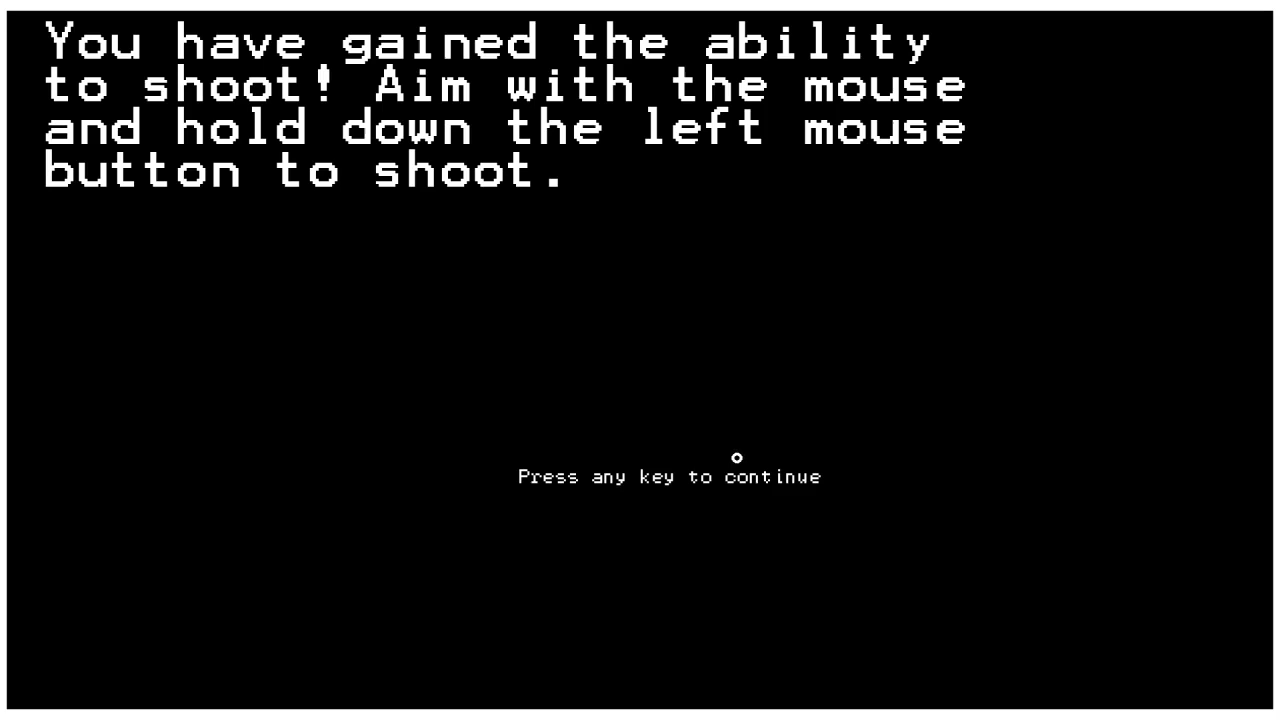 You have gained the ability
to shoot! Aim with the mouse
and hold down the left mouse
button to shoot.
Press any key to continue